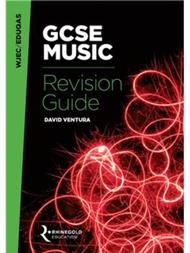 WJEC/EDUQAS
GCSE
MUSIC
Revision
Guide
DAVID VENTURA
R
RHINEGOLD
EDUCATION